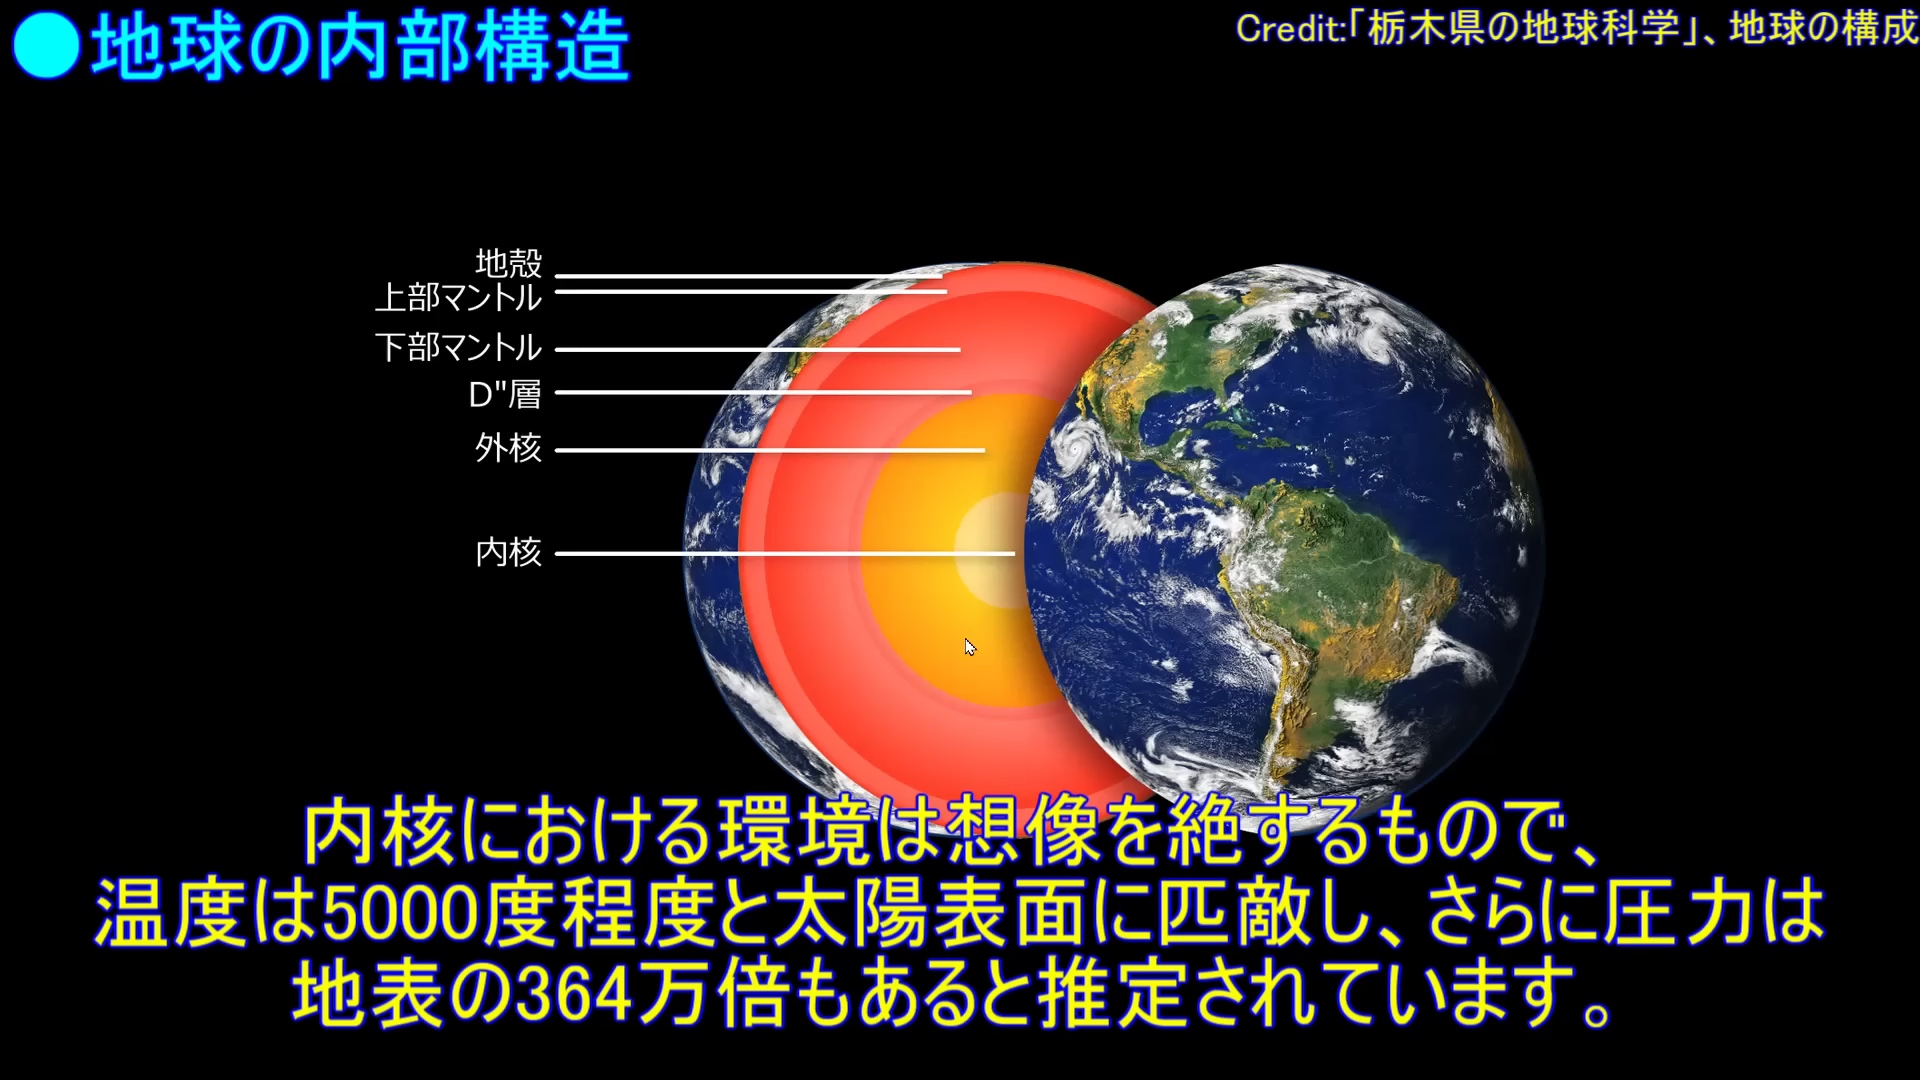 ●地球の内部構造
Credit:「栃木県の地球科学」、地球の構成
地殻
上部マントル
下部マントル
D"層
外核
内核
内核における環境は想像を絶するもので、
温度は5000度程度と太陽表面に匹敵し、さらに圧力は
地表の364万倍もあると推定されています。